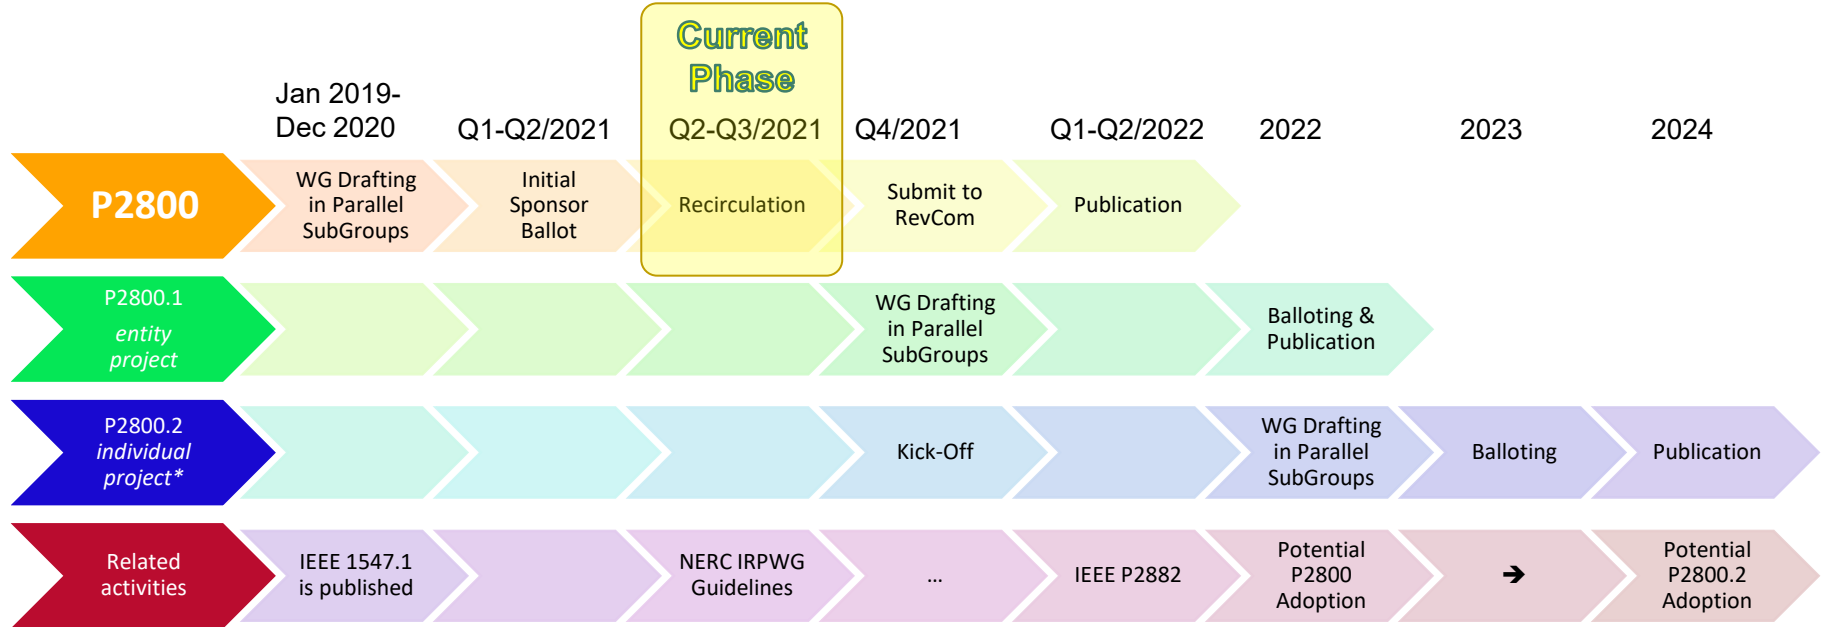 Current
Phase
Jan 2019-
Dec 2020
Q1-Q2/2021
Q2-Q3/2021
Q4/2021
Q1-Q2/2022
2022
2023
2024
P2800
WG Drafting
in Parallel
SubGroups
Initial
Sponsor
Ballot
Recirculation
Submit to
RevCom
Publication
P2800.1
entity
project
WG Drafting
in Parallel
SubGroups
Balloting &
Publication
P2800.2
individual
project*
Kick-Off
WG Drafting
in Parallel
SubGroups
Balloting
Publication
Related
activities
IEEE 1547.1
is published
NERC IRPWG
Guidelines
...
IEEE P2882
Potential
P2800
Adoption
➔
Potential
P2800.2
Adoption